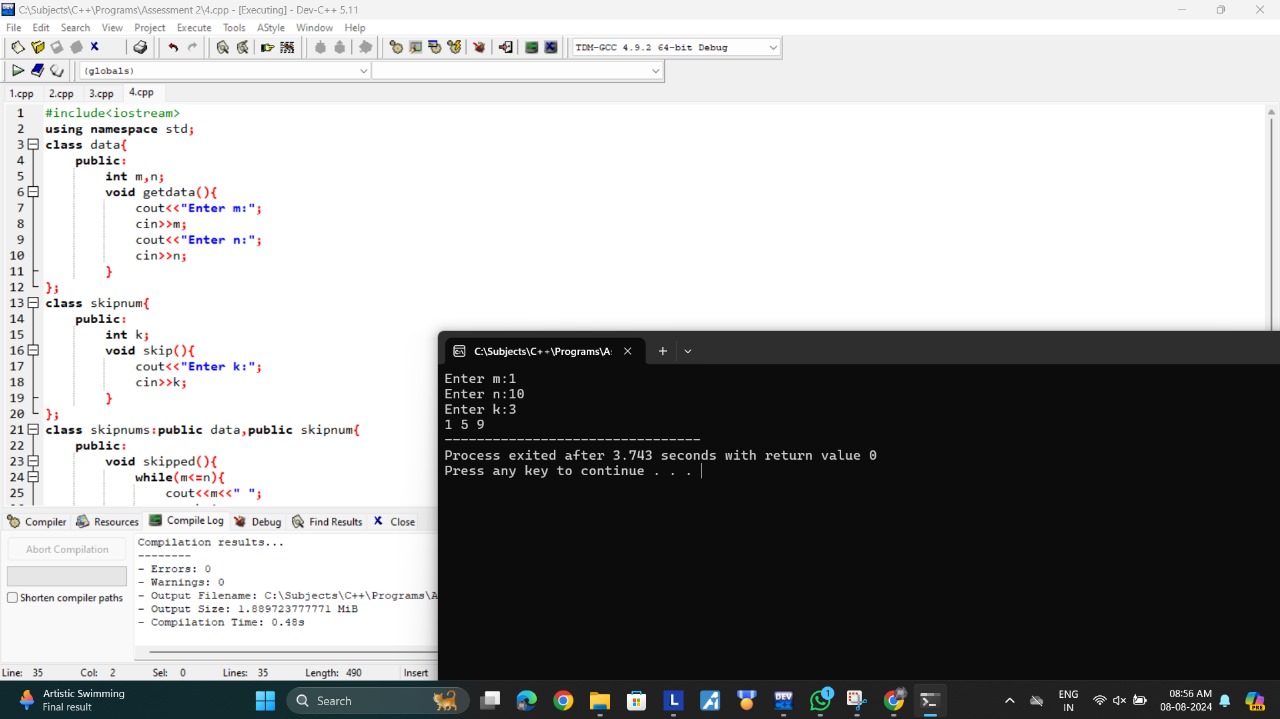 C:\Subjects\C++\Programs\Assessment 2\4.cpp - [Executing] - Dev-C++ 5.11
File Edit Search View Project Execute Tools AStyle Window Help
TDM-GCC 4.9.2 64-bit Debug
(globals)
1.cpp 2.cpp 3.cpp 4.cpp
1 #include<iostream>
2 using namespace std;
3 class data{
4 public:
5 int m,n;
6 void getdata(){
7 cout<<"Enter m:";
8 cin>>m;
9 cout<<"Enter n:";
10 cin>>n;
11 }
12 };
13 class skipnum{
14 public:
15 int k;
16 void skip(){
17 cout<<"Enter k:";
18 cin>>k;
19 }
20 };
21 class skipnums:public data,public skipnum{
22 public:
23 void skipped(){
24 while(m<=n){
25 cout<<m<<" ";
C:\Subjects\C++\Programs\A
Enter m:1
Enter n:10
Enter k:3
1 5 9
--------------------------------
Process exited after 3.743 seconds with return value 0
Press any key to continue . . .
Compiler Resources Compile Log Debug Find Results Close
Abort Compilation
Shorten compiler paths
Compilation results...
--------
- Errors: 0
- Warnings: 0
- Output Filename: C:\Subjects\C++\Programs\A
- Output Size: 1.889723777771 MiB
- Compilation Time: 0.48s
Line: 35 Col: 2 Sel: 0 Lines: 35 Length: 490 Insert
Artistic Swimming
Final result
Search
ENG
IN
08:56 AM
08-08-2024